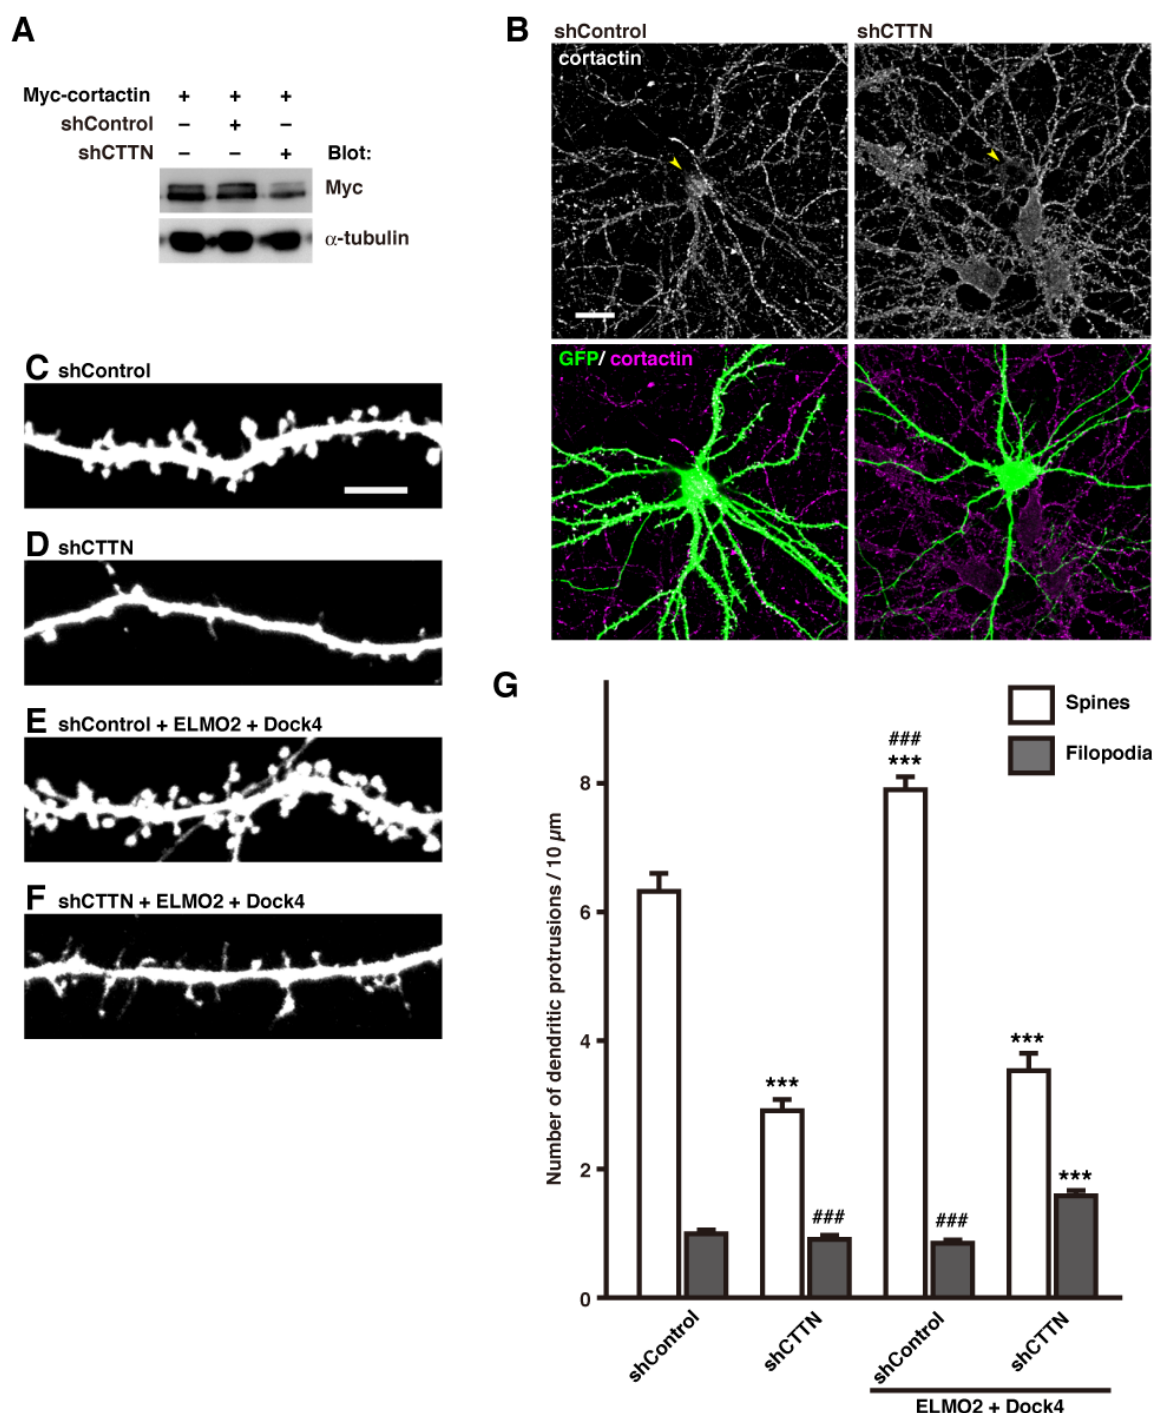 A
Myc-cortactin + + +
shControl – + –
shCTTN – – + Blot:
Myc
α-tubulin
B
shControl shCTTN
cortactin
GFP/ cortactin
C shControl
D shCTTN
E shControl + ELMO2 + Dock4
F shCTTN + ELMO2 + Dock4
G
Spines
Filopodia
Number of dendritic protrusions / 10 µm
8
6
4
2
0
***
###
###
***
###
***
***
shControl
shCTTN
shControl
shCTTN
ELMO2 + Dock4